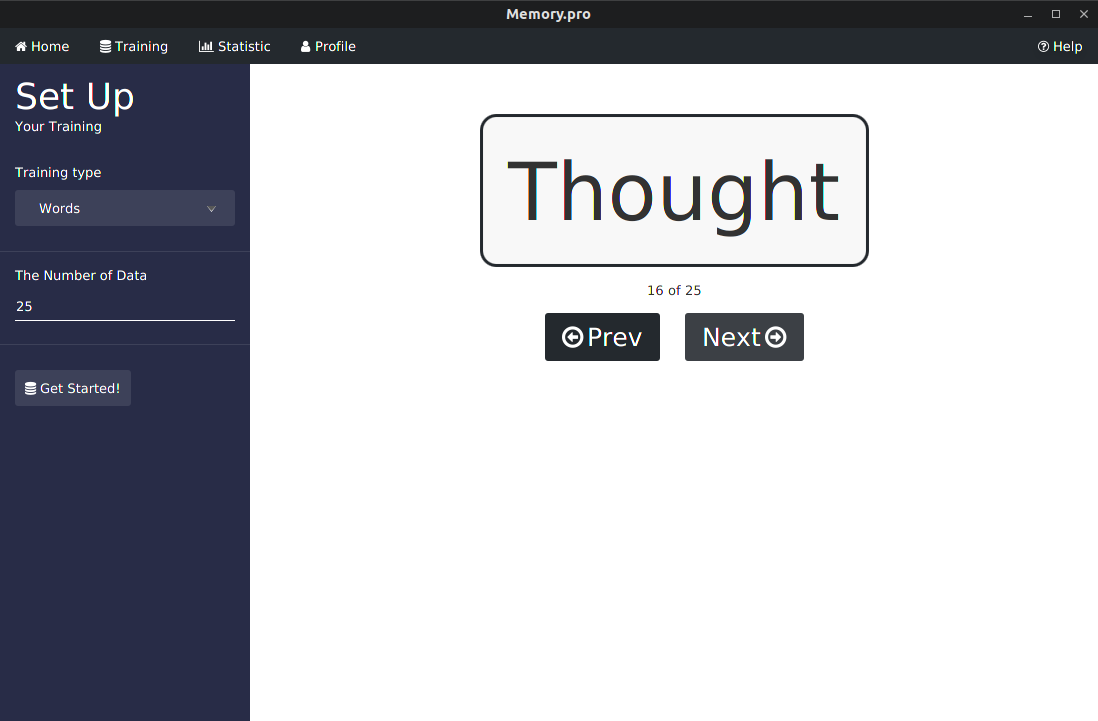 Memory.pro
Home Training Statistic Profile Help
Set Up
Your Training
Training type
Words
The Number of Data
25
Get Started!
Thought
16 of 25
Prev Next